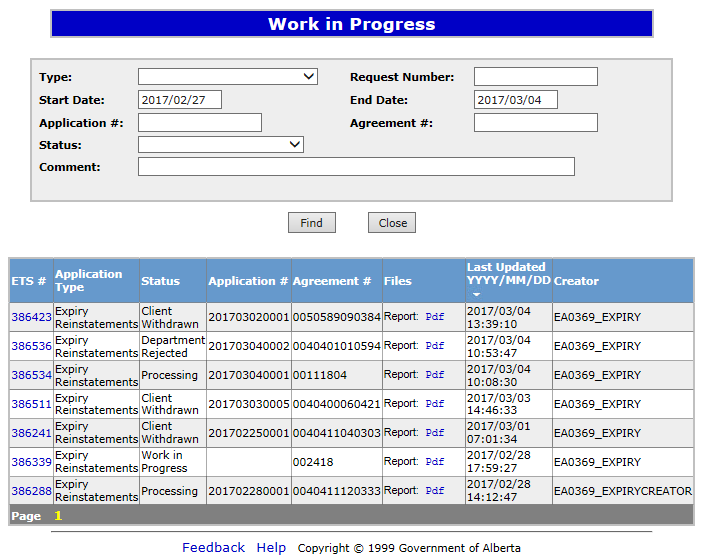 Work in Progress
Type: Request Number:
Start Date: 2017/02/27 End Date: 2017/03/04
Application #: Agreement #:
Status:
Comment:
Find Close
ETS # Application Type Status Application # Agreement # Files Last Updated YYYY/MM/DD Creator
386423 Expiry Reinstatements Client Withdrawn 201703020001 0050589090384 Report: Pdf 2017/03/04 13:39:10 EA0369_EXPIRY
386536 Expiry Reinstatements Department Rejected 201703040002 0040401010594 Report: Pdf 2017/03/04 10:53:47 EA0369_EXPIRY
386534 Expiry Reinstatements Processing 201703040001 00111804 Report: Pdf 2017/03/04 10:08:30 EA0369_EXPIRY
386511 Expiry Reinstatements Client Withdrawn 201703030005 0040400060421 Report: Pdf 2017/03/03 14:46:33 EA0369_EXPIRY
386241 Expiry Reinstatements Client Withdrawn 201702250001 0040411040303 Report: Pdf 2017/03/01 07:01:34 EA0369_EXPIRY
386339 Expiry Reinstatements Work in Progress 002418 Report: Pdf 2017/02/28 17:59:27 EA0369_EXPIRY
386288 Expiry Reinstatements Processing 201702280001 0040411120333 Report: Pdf 2017/02/28 14:12:47 EA0369_EXPIRYCREATOR
Page 1
Feedback Help Copyright © 1999 Government of Alberta